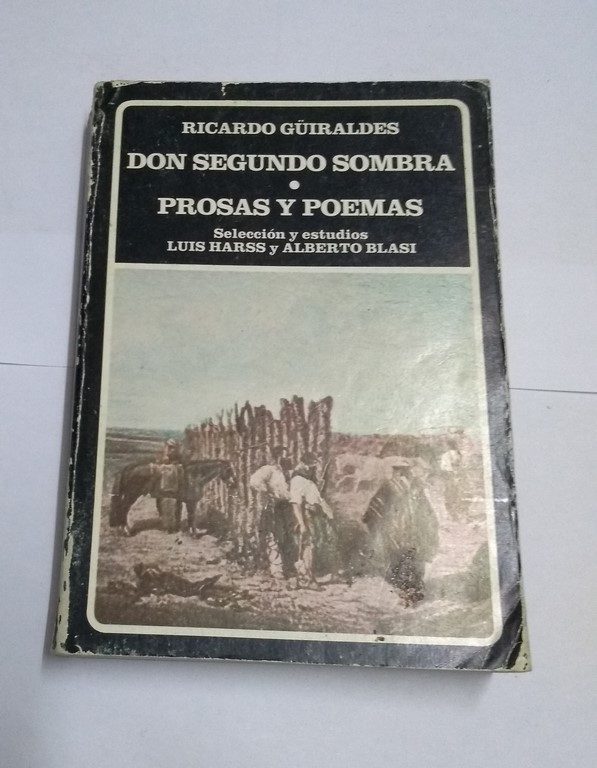 RICARDO GÜIRALDES
DON SEGUNDO SOMBRA
•
PROSAS Y POEMAS
Selección y estudios
LUIS HARSS y ALBERTO BLASI